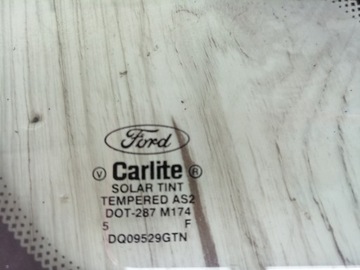 Ford
V Carlite R
SOLAR TINT
TEMPERED AS2
DOT-287 M174
5 F
DQ09529GTN